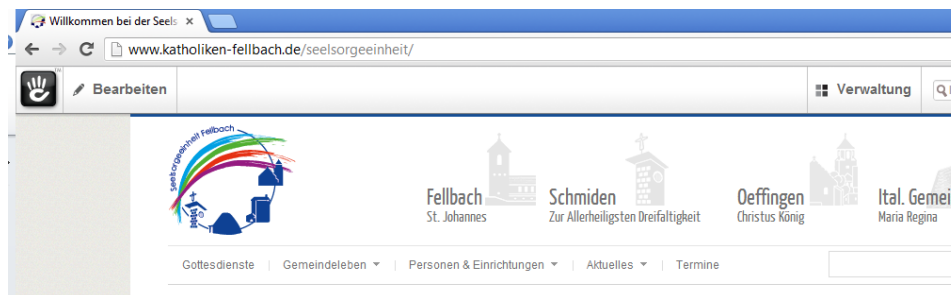 Willkommen bei der Seels
www.katholiken-fellbach.de/seelsorgeeinheit/
Bearbeiten
Verwaltung
Seelsorgeeinheit Fellbach
Fellbach
St. Johannes
Schmiden
Zur Allerheiligsten Dreifaltigkeit
Oeffingen
Christus König
Ital. Gemei
Maria Regina
Gottesdienste
Gemeindeleben
Personen & Einrichtungen
Aktuelles
Termine